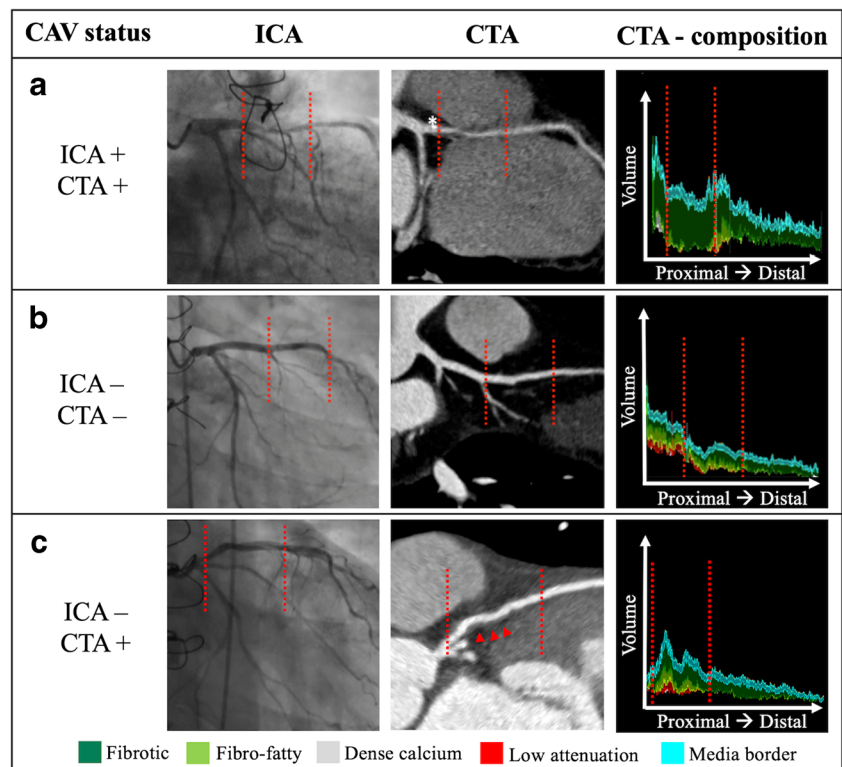 CAV status ICA CTA CTA - composition
a
ICA +
CTA +
*
Volume
Proximal → Distal
b
ICA –
CTA –
Volume
Proximal → Distal
c
ICA –
CTA +
Volume
Proximal → Distal
Fibrotic Fibro-fatty Dense calcium Low attenuation Media border